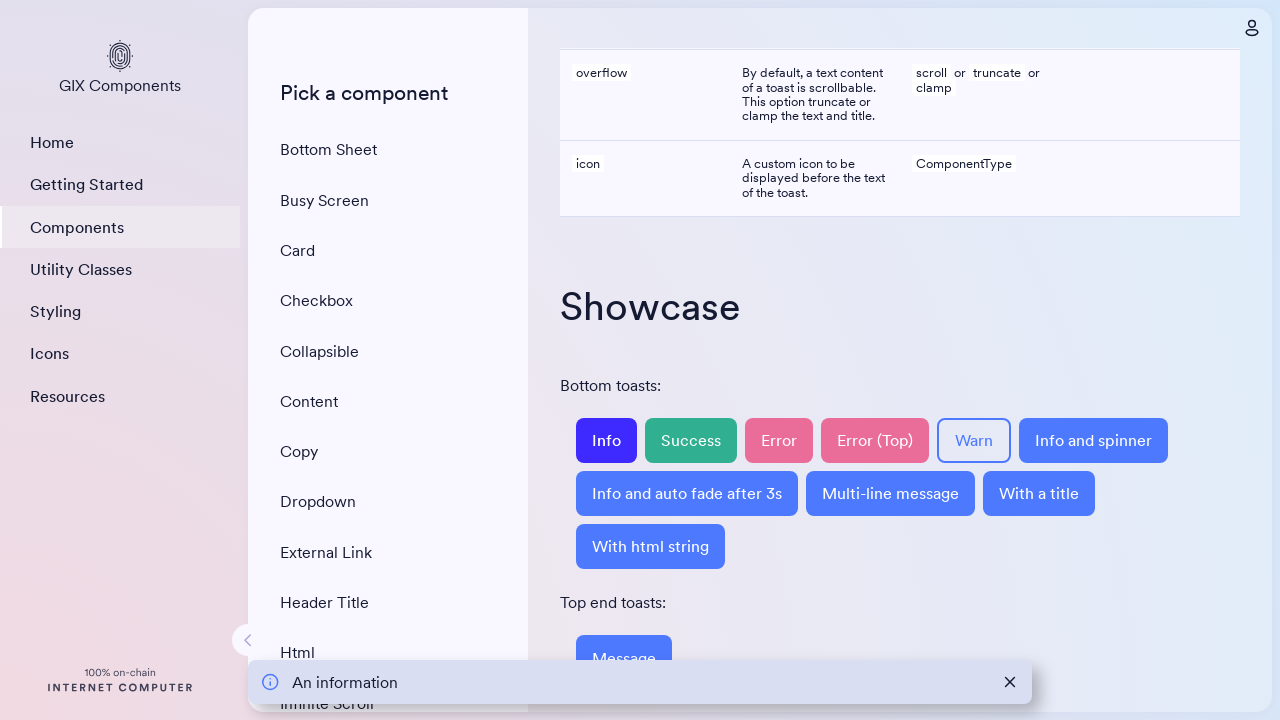 GIX Components
Home
Getting Started
Components
Utility Classes
Styling
Icons
Resources
100% on-chain
INTERNET COMPUTER
Pick a component
Bottom Sheet
Busy Screen
Card
Checkbox
Collapsible
Content
Copy
Dropdown
External Link
Header Title
Html
Infinite Scroll
overflow
By default, a text content
of a toast is scrollable.
This option truncate or
clamp the text and title.
scroll or truncate or
clamp
icon
A custom icon to be
displayed before the text
of the toast.
ComponentType
Showcase
Bottom toasts:
Info Success Error Error (Top) Warn Info and spinner
Info and auto fade after 3s Multi-line message With a title
With html string
Top end toasts:
Message
An information